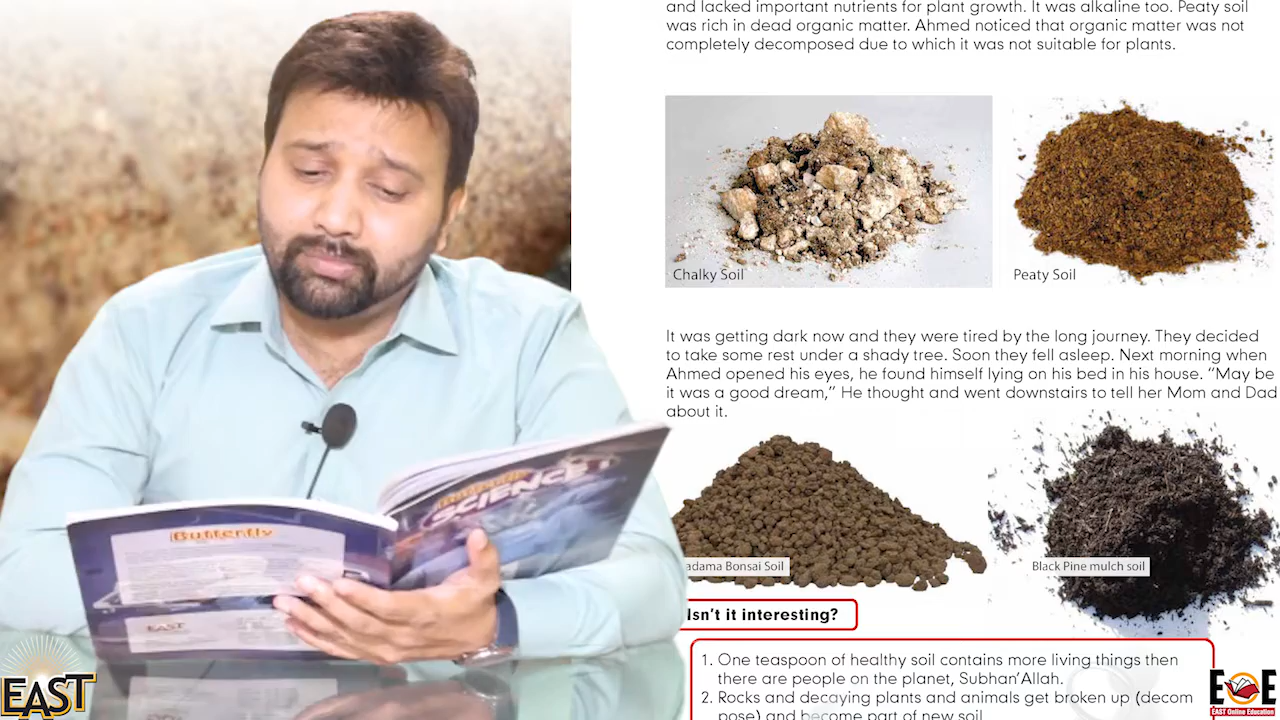 and lacked important nutrients for plant growth. It was alkaline too. Peaty soil
was rich in dead organic matter. Ahmed noticed that organic matter was not
completely decomposed due to which it was not suitable for plants.
Chalky Soil
Peaty Soil
It was getting dark now and they were tired by the long journey. They decided
to take some rest under a shady tree. Soon they fell asleep. Next morning when
Ahmed opened his eyes, he found himself lying on his bed in his house. “May be
it was a good dream,” He thought and went downstairs to tell her Mom and Dad
about it.
adama Bonsai Soil
Black Pine mulch soil
Isn’t it interesting?
1. One teaspoon of healthy soil contains more living things then
there are people on the planet, Subhan’Allah.
2. Rocks and decaying plants and animals get broken up (decom
pose) and become part of new soil
SCIENCE
Butterfly
EAST
EAST
EOE
EAST Online Education